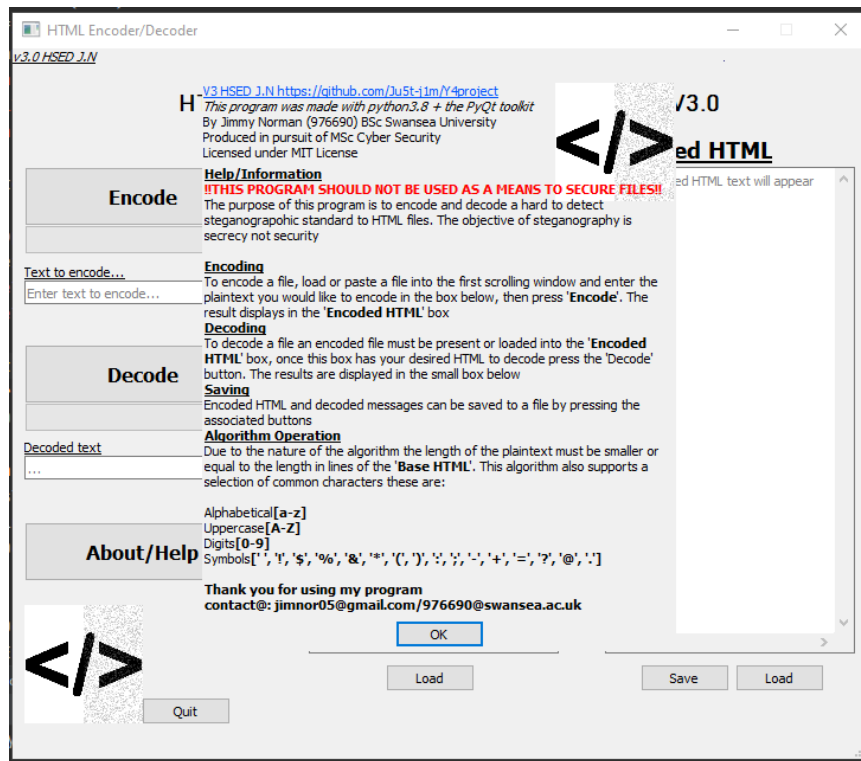 HTML Encoder/Decoder
v3.0 HSED J.N
V3.0
ed HTML
V3 HSED J.N https://github.com/Ju5t-j1m/Y4project
This program was made with python3.8 + the PyQt toolkit
By Jimmy Norman (976690) BSc Swansea University
Produced in pursuit of MSc Cyber Security
Licensed under MIT License
Help/Information
!!THIS PROGRAM SHOULD NOT BE USED AS A MEANS TO SECURE FILES!!
The purpose of this program is to encode and decode a hard to detect
steganograpohic standard to HTML files. The objective of steganography is
secrecy not security
Encoding
To encode a file, load or paste a file into the first scrolling window and enter the
plaintext you would like to encode in the box below, then press 'Encode'. The
result displays in the 'Encoded HTML' box
Decoding
To decode a file an encoded file must be present or loaded into the 'Encoded
HTML' box, once this box has your desired HTML to decode press the 'Decode'
button. The results are displayed in the small box below
Saving
Encoded HTML and decoded messages can be saved to a file by pressing the
associated buttons
Algorithm Operation
Due to the nature of the algorithm the length of the plaintext must be smaller or
equal to the length in lines of the 'Base HTML'. This algorithm also supports a
selection of common characters these are:
Alphabetical[a-z]
Uppercase[A-Z]
Digits[0-9]
Symbols[' ', '!', '$', '%', '&', '*', '(', ')', ':', ';', '-', '+', '=', '?', '@', '.']
Thank you for using my program
contact@: jimnor05@gmail.com/976690@swansea.ac.uk
OK
</>
ed HTML text will appear
Encode
Text to encode...
Enter text to encode...
Decode
Decoded text
...
About/Help
</>
Quit
Load
Save
Load